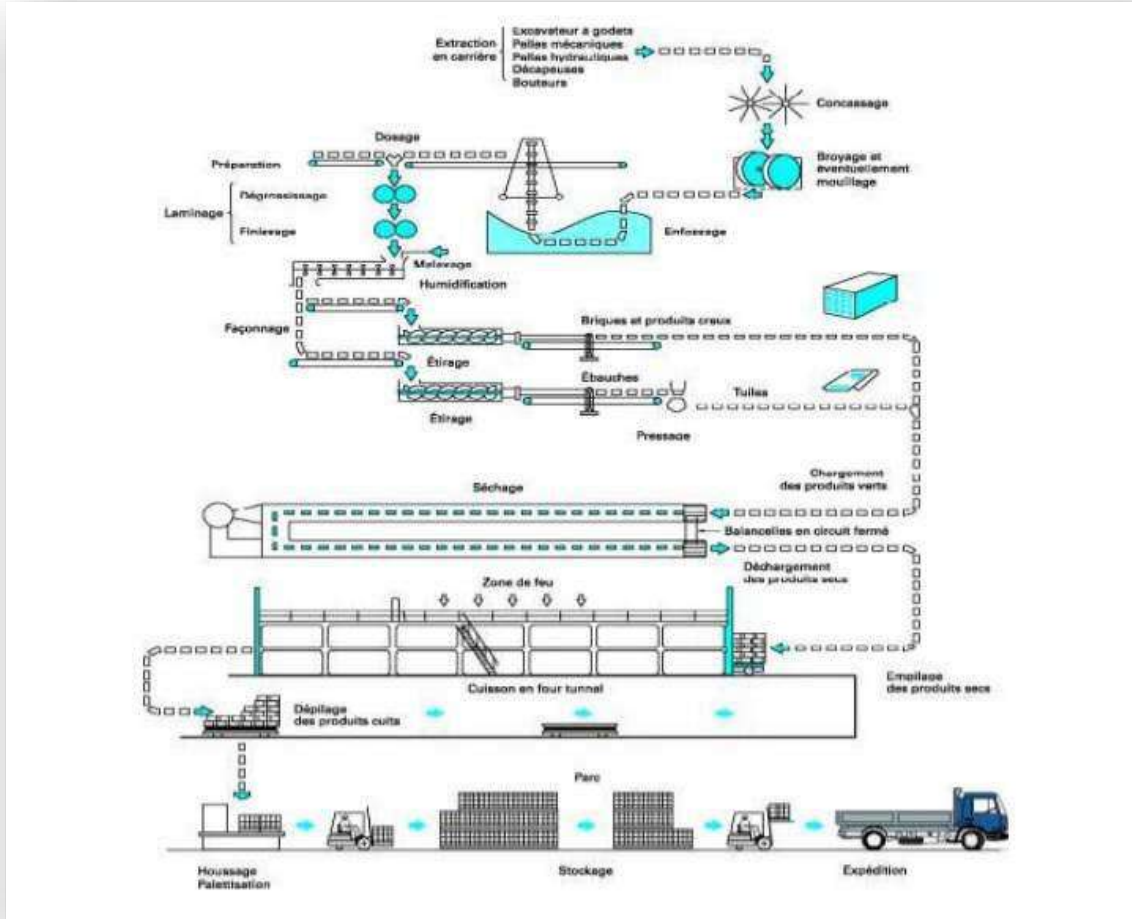 Extraction
en carrière
Excavateur à godets
Pelles mécaniques
Pelles hydrauliques
Décapeuses
Bouteurs
Concassage
Broyage et
éventuellement
mouillage
Dosage
Préparation
Laminage
Dégrossissage
Finissage
Enfossage
Malaxage
Humidification
Façonnage
Briques et produits creux
Étirage
Ébauches
Tuiles
Étirage
Pressage
Chargement
des produits verts
Séchage
Balancelles en circuit fermé
Déchargement
des produits secs
Zone de feu
Cuisson en four tunnel
Empilage
des produits secs
Dépilage
des produits cuits
Parc
Houssage
Palettisation
Stockage
Expédition